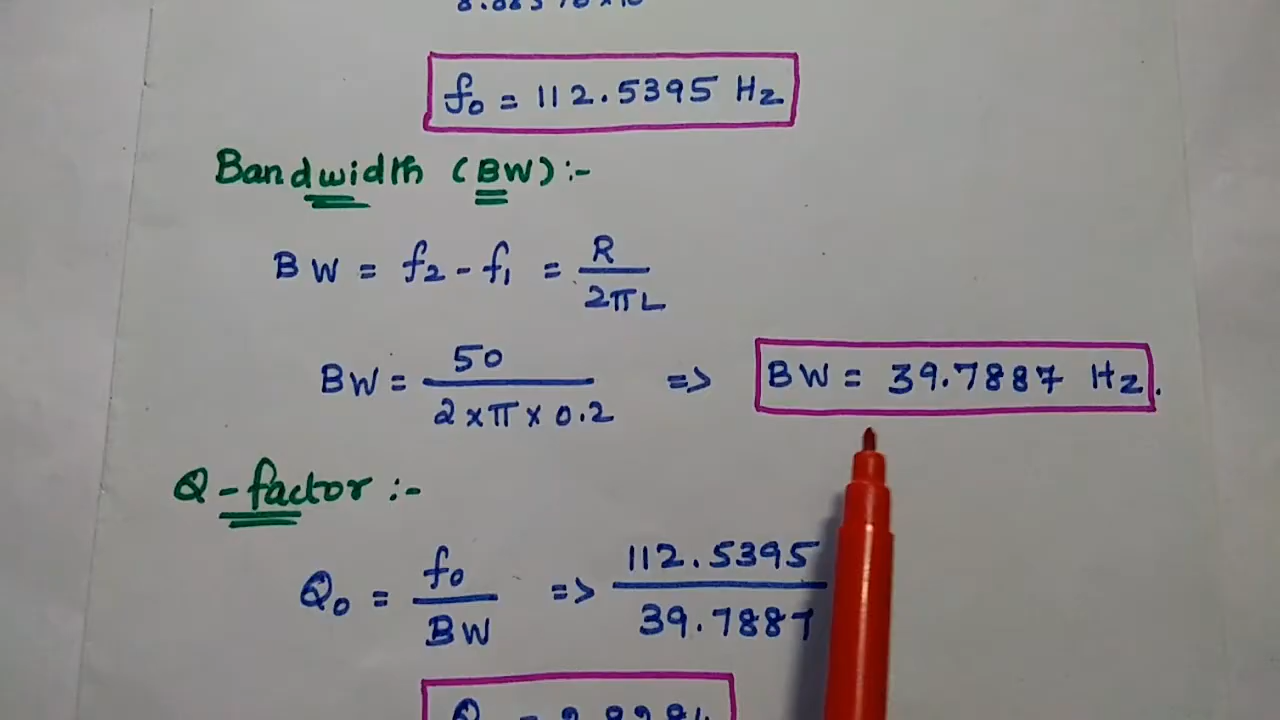 f₀ = 112.5395 Hz
Bandwidth (BW) :-
BW = f₂ - f₁ = R / 2πL
BW = 50 / 2 × π × 0.2 => BW = 39.7887 Hz.
Q-factor :-
Q₀ = f₀ / BW => 112.5395 / 39.7887